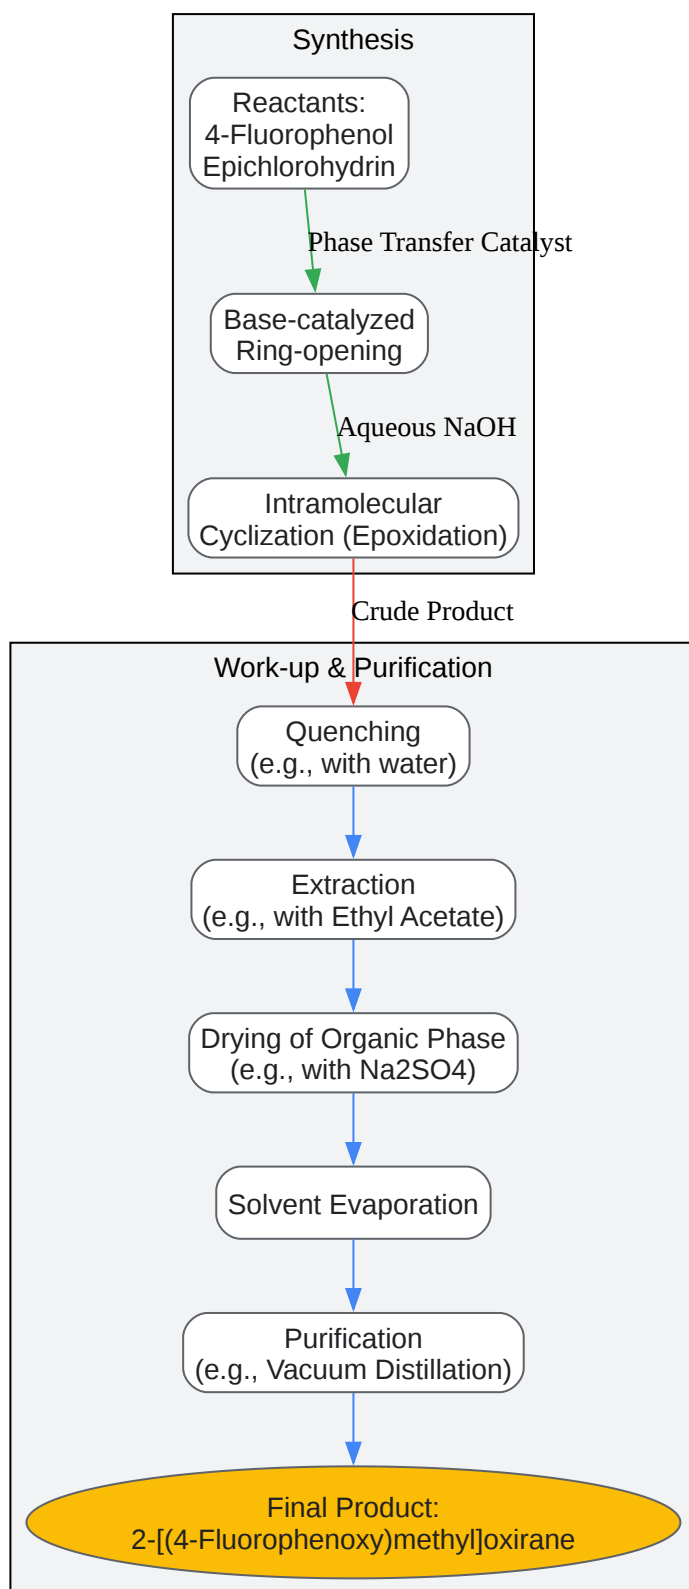 Synthesis
Reactants:
4-Fluorophenol
Epichlorohydrin
Phase Transfer Catalyst
Base-catalyzed
Ring-opening
Aqueous NaOH
Intramolecular
Cyclization (Epoxidation)
Crude Product
Work-up & Purification
Quenching
(e.g., with water)
Extraction
(e.g., with Ethyl Acetate)
Drying of Organic Phase
(e.g., with Na2SO4)
Solvent Evaporation
Purification
(e.g., Vacuum Distillation)
Final Product:
2-[(4-Fluorophenoxy)methyl]oxirane